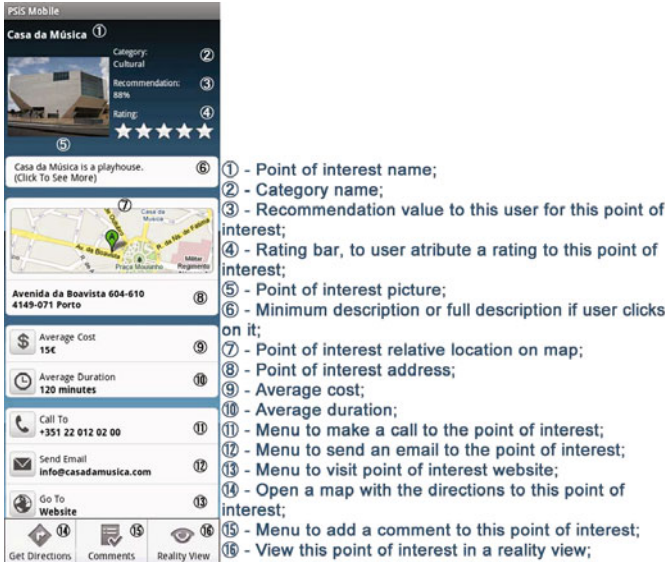 PSiS Mobile
Casa da Música ①
Category:
Cultural
②
Recommendation:
88%
③
Rating:
④
⑤
Casa da Música is a playhouse.
(Click To See More)
⑥
⑦
Casa da
Música
Av. da Boavista
A
Praça Mouzinho
Militar
Regimento
R. da Ns. de Fátima
Avenida da Boavista 604-610
4149-071 Porto
⑧
$
Average Cost
15€
⑨
Average Duration
120 minutes
⑩
Call To
+351 22 012 02 00
⑪
Send Email
info@casadamusica.com
⑫
Go To
Website
⑬
⑭ ⑮ ⑯
Get Directions Comments Reality View
① - Point of interest name;
② - Category name;
③ - Recommendation value to this user for this point of
interest;
④ - Rating bar, to user atribute a rating to this point of
interest;
⑤ - Point of interest picture;
⑥ - Minimum description or full description if user clicks
on it;
⑦ - Point of interest relative location on map;
⑧ - Point of interest address;
⑨ - Average cost;
⑩ - Average duration;
⑪ - Menu to make a call to the point of interest;
⑫ - Menu to send an email to the point of interest;
⑬ - Menu to visit point of interest website;
⑭ - Open a map with the directions to this point of
interest;
⑮ - Menu to add a comment to this point of interest;
⑯ - View this point of interest in a reality view;